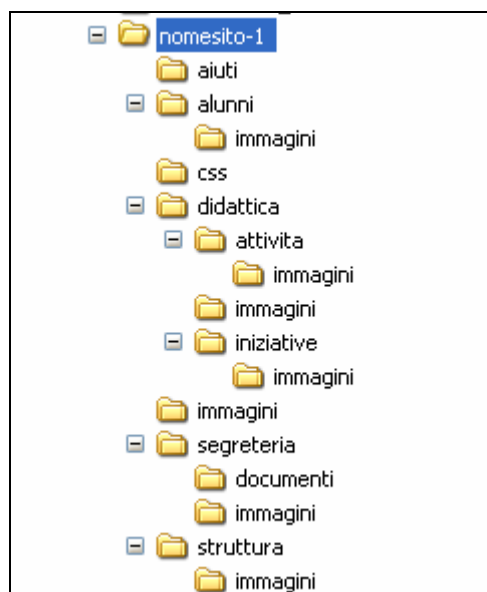 nomesito-1
aiuti
alunni
immagini
css
didattica
attivita
immagini
immagini
iniziative
immagini
immagini
segreteria
documenti
immagini
struttura
immagini